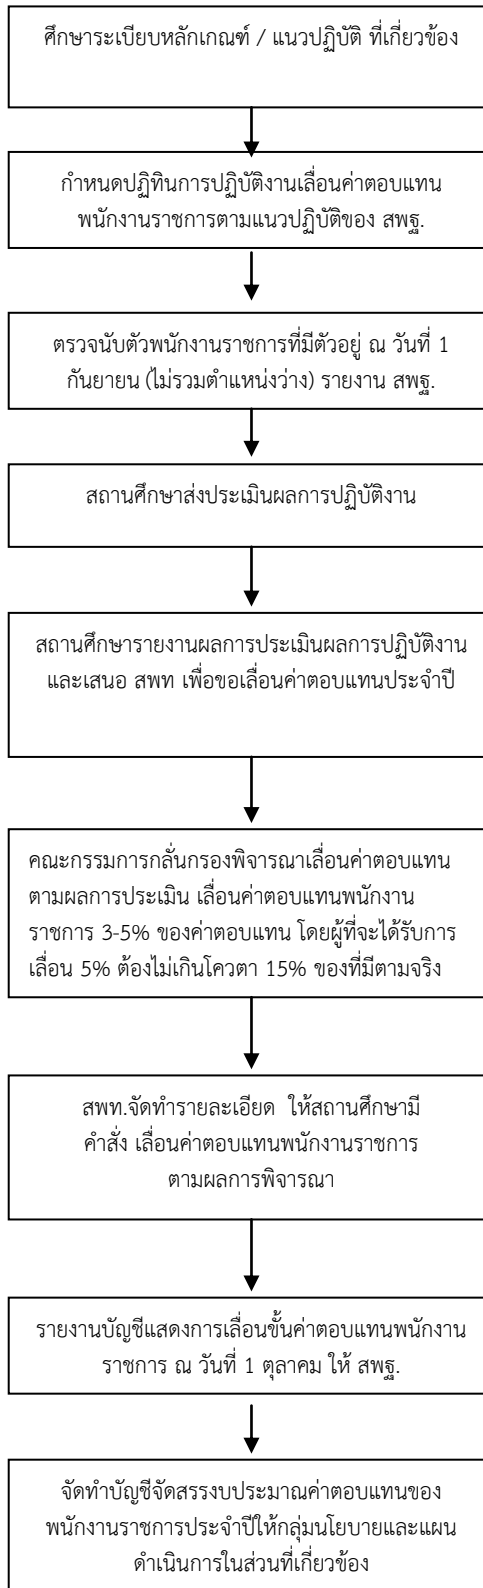 ศึกษาระเบียบหลักเกณฑ์ / แนวปฏิบัติ ที่เกี่ยวข้อง
กำหนดปฏิทินการปฏิบัติงานเลื่อนค่าตอบแทน
พนักงานราชการตามแนวปฏิบัติของ สพฐ.
ตรวจนับตัวพนักงานราชการที่มีตัวอยู่ ณ วันที่ 1
กันยายน (ไม่รวมตำแหน่งว่าง) รายงาน สพฐ.
สถานศึกษาส่งประเมินผลการปฏิบัติงาน
สถานศึกษารายงานผลการประเมินผลการปฏิบัติงาน
และเสนอ สพท เพื่อขอเลื่อนค่าตอบแทนประจำปี
คณะกรรมการกลั่นกรองพิจารณาเลื่อนค่าตอบแทน
ตามผลการประเมิน เลื่อนค่าตอบแทนพนักงาน
ราชการ 3-5% ของค่าตอบแทน โดยผู้ที่จะได้รับการ
เลื่อน 5% ต้องไม่เกินโควตา 15% ของที่มีตามจริง
สพท.จัดทำรายละเอียด ให้สถานศึกษามี
คำสั่ง เลื่อนค่าตอบแทนพนักงานราชการ
ตามผลการพิจารณา
รายงานบัญชีแสดงการเลื่อนขั้นค่าตอบแทนพนักงาน
ราชการ ณ วันที่ 1 ตุลาคม ให้ สพฐ.
จัดทำบัญชีจัดสรรงบประมาณค่าตอบแทนของ
พนักงานราชการประจำปีให้กลุ่มนโยบายและแผน
ดำเนินการในส่วนที่เกี่ยวข้อง